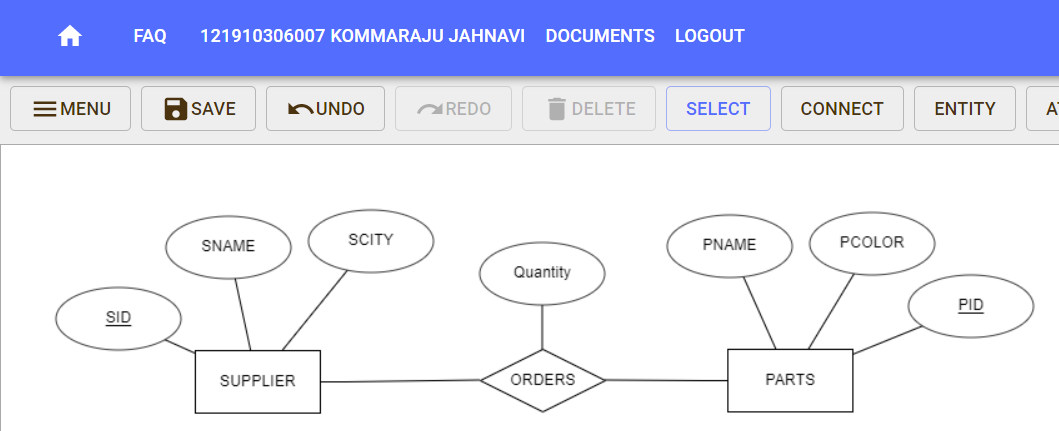 FAQ 121910306007 KOMMARAJU JAHNAVI DOCUMENTS LOGOUT
MENU SAVE UNDO REDO DELETE SELECT CONNECT ENTITY
SNAME SCITY PNAME PCOLOR
Quantity
SID PID
SUPPLIER ORDERS PARTS